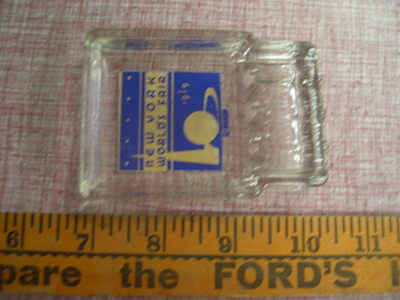 NEW YORK
WORLD'S FAIR
1939
6 7 8 9 10 11
pare the FORD'S